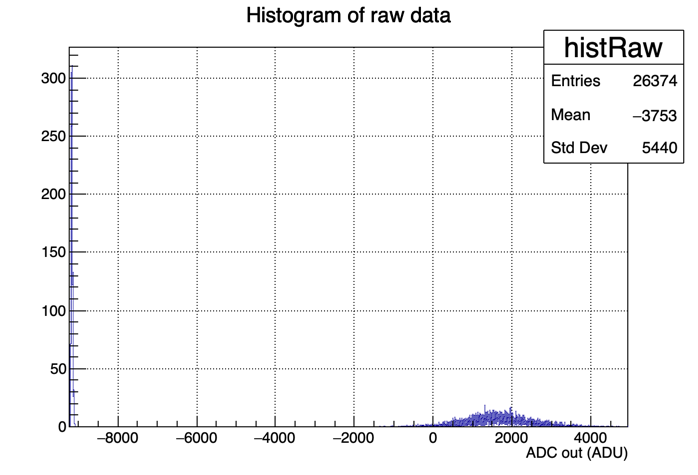 Histogram of raw data
histRaw
Entries 26374
Mean −3753
Std Dev 5440
300
250
200
150
100
50
0
−8000 −6000 −4000 −2000 0 2000 4000
ADC out (ADU)